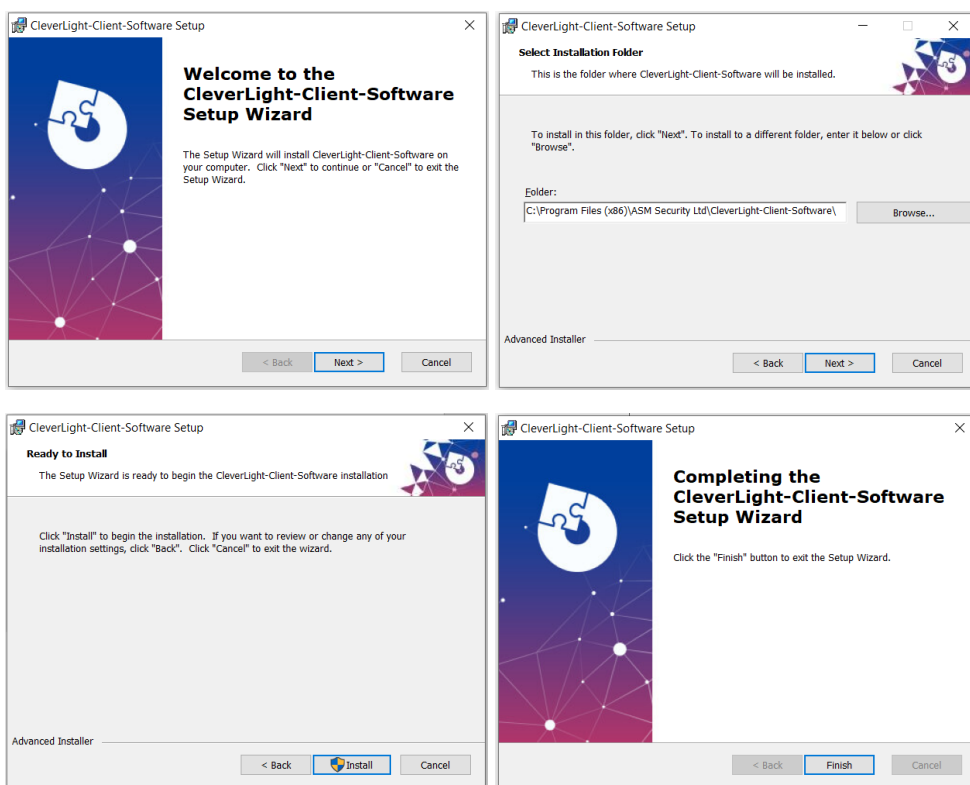 CleverLight-Client-Software Setup
Welcome to the
CleverLight-Client-Software
Setup Wizard
The Setup Wizard will install CleverLight-Client-Software on
your computer. Click "Next" to continue or "Cancel" to exit the
Setup Wizard.
< Back
Next >
Cancel
CleverLight-Client-Software Setup
Select Installation Folder
This is the folder where CleverLight-Client-Software will be installed.
To install in this folder, click "Next". To install to a different folder, enter it below or click
"Browse".
Folder:
C:\Program Files (x86)\ASM Security Ltd\CleverLight-Client-Software\
Browse...
Advanced Installer
< Back
Next >
Cancel
CleverLight-Client-Software Setup
Ready to Install
The Setup Wizard is ready to begin the CleverLight-Client-Software installation
Click "Install" to begin the installation. If you want to review or change any of your
installation settings, click "Back". Click "Cancel" to exit the wizard.
Advanced Installer
< Back
Install
Cancel
CleverLight-Client-Software Setup
Completing the
CleverLight-Client-Software
Setup Wizard
Click the "Finish" button to exit the Setup Wizard.
< Back
Finish
Cancel